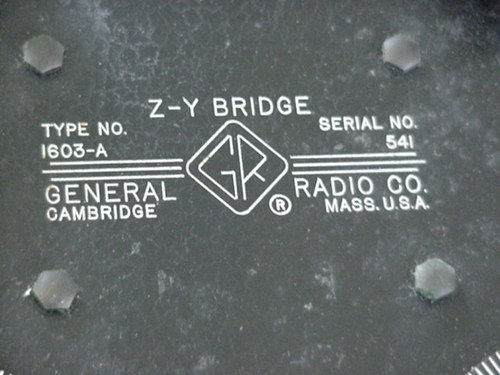 Z-Y BRIDGE
TYPE NO. SERIAL NO.
1603-A 541
GR
GENERAL RADIO CO.
CAMBRIDGE MASS. U.S.A.
®